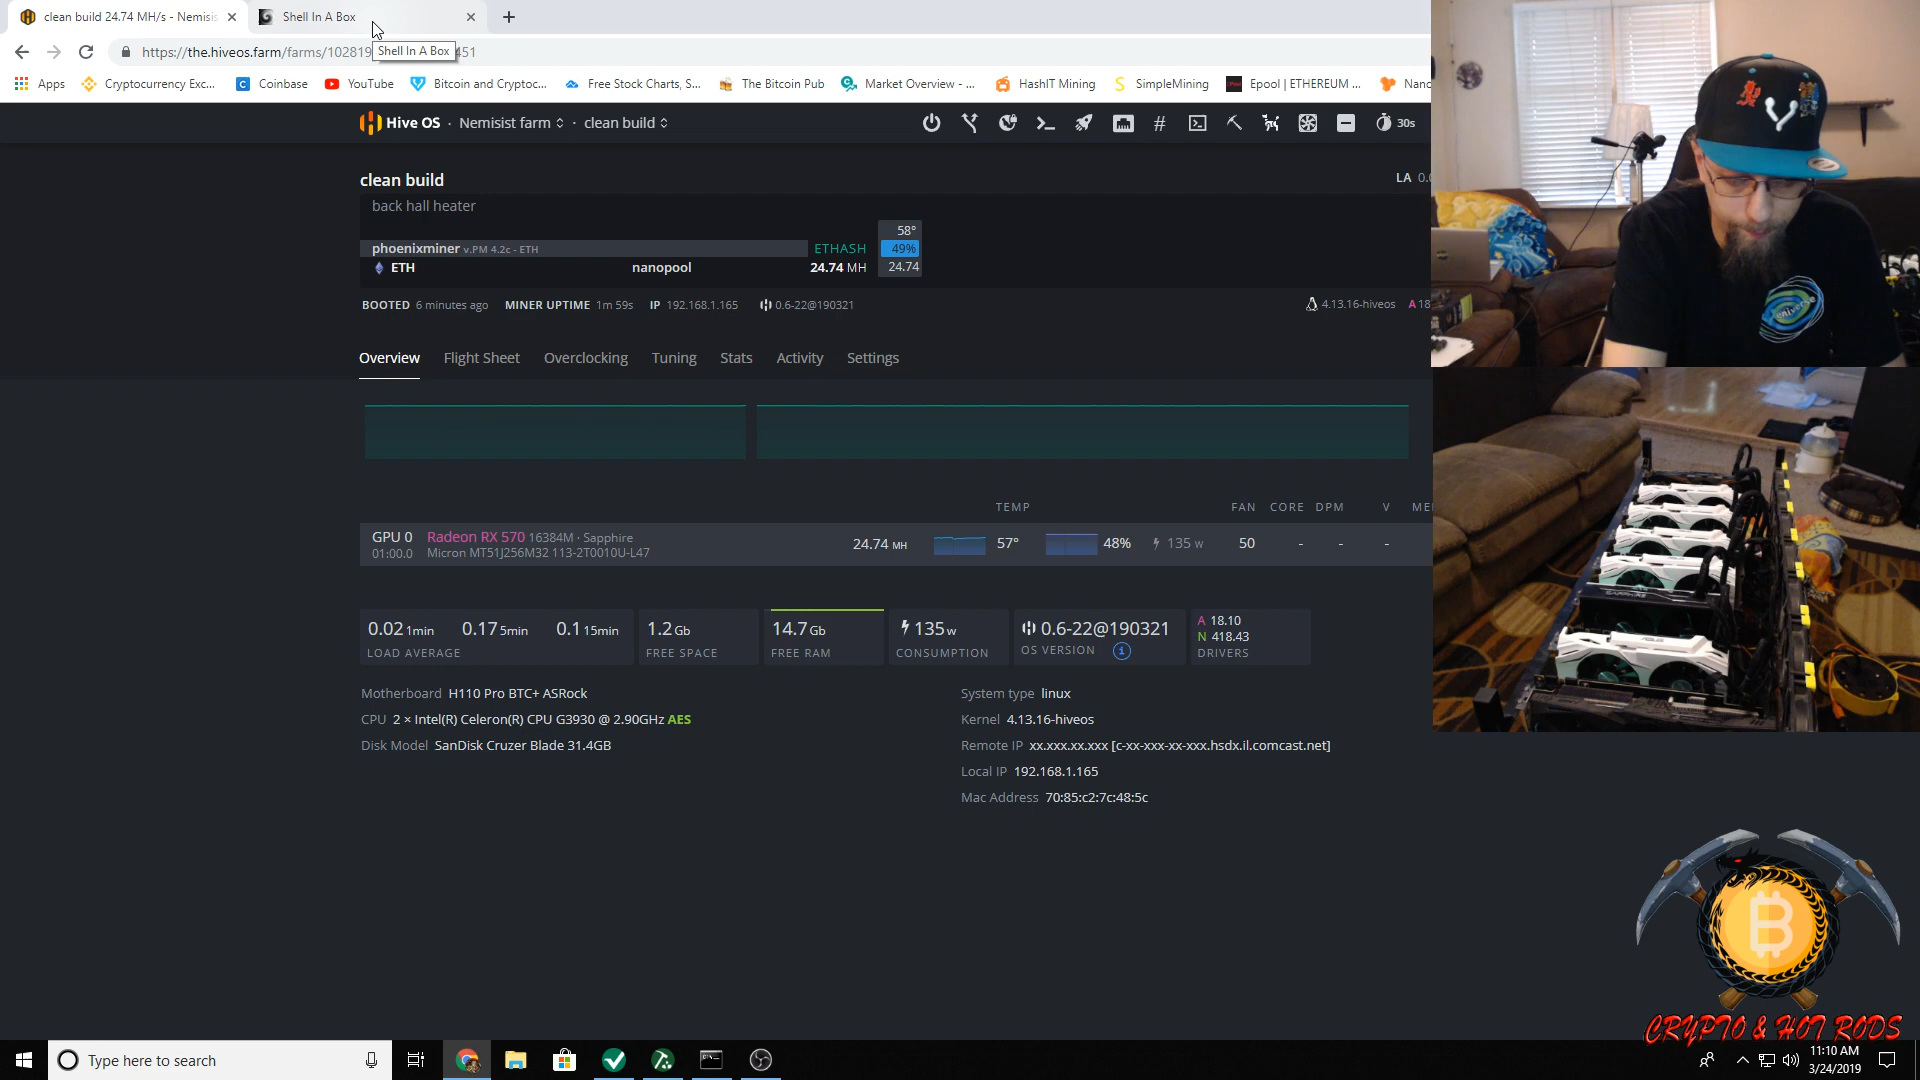 clean build 24.74 MH/s - Nemisis
Shell In A Box
https://the.hiveos.farm/farms/102819
451
Shell In A Box
Apps
Cryptocurrency Exc...
Coinbase
YouTube
Bitcoin and Cryptoc...
Free Stock Charts, S...
The Bitcoin Pub
Market Overview - ...
HashIT Mining
SimpleMining
Epool | ETHEREUM ...
Nano
Hive OS · Nemisist farm · clean build
30s
clean build
LA 0.0
back hall heater
58°
phoenixminer v.PM 4.2c - ETH ETHASH 49%
ETH nanopool 24.74 MH 24.74
BOOTED 6 minutes ago MINER UPTIME 1m 59s IP 192.168.1.165 0.6-22@190321 4.13.16-hiveos A 18
Overview Flight Sheet Overclocking Tuning Stats Activity Settings
TEMP FAN CORE DPM V ME
GPU 0 Radeon RX 570 16384M · Sapphire
01:00.0 Micron MT51J256M32 113-2T0010U-L47
24.74 MH 57° 48% 135 W 50 - - -
0.02 1min 0.17 5min 0.1 15min
LOAD AVERAGE
1.2 Gb
FREE SPACE
14.7 Gb
FREE RAM
135 w
CONSUMPTION
0.6-22@190321
OS VERSION i
A 18.10
N 418.43
DRIVERS
Motherboard H110 Pro BTC+ ASRock
CPU 2 × Intel(R) Celeron(R) CPU G3930 @ 2.90GHz AES
Disk Model SanDisk Cruzer Blade 31.4GB
System type linux
Kernel 4.13.16-hiveos
Remote IP xx.xxx.xx.xxx [c-xx-xxx-xx-xxx.hsdx.il.comcast.net]
Local IP 192.168.1.165
Mac Address 70:85:c2:7c:48:5c
CRYPTO & HOT RODS
Type here to search
11:10 AM
3/24/2019